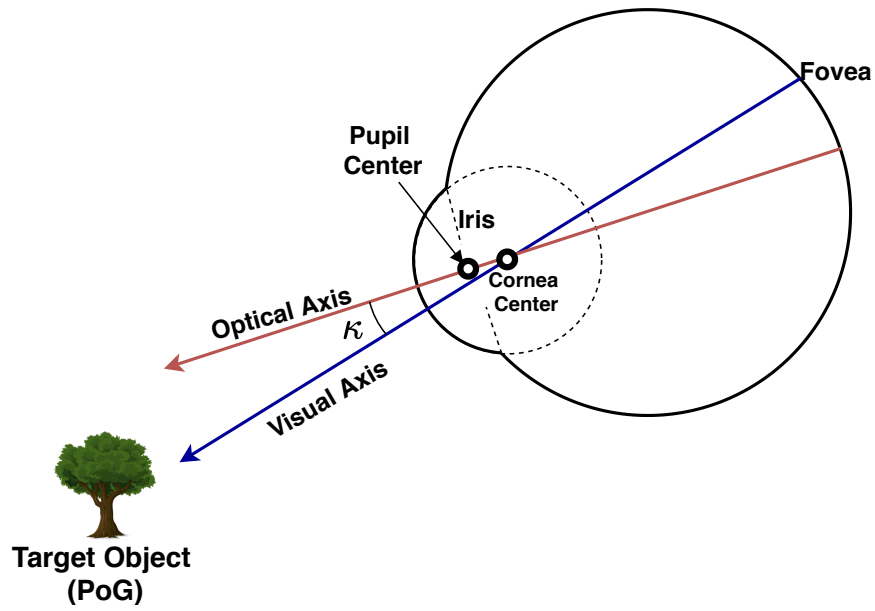 Fovea
Pupil
Center
Iris
Cornea
Center
Optical Axis
κ
Visual Axis
Target Object
(PoG)